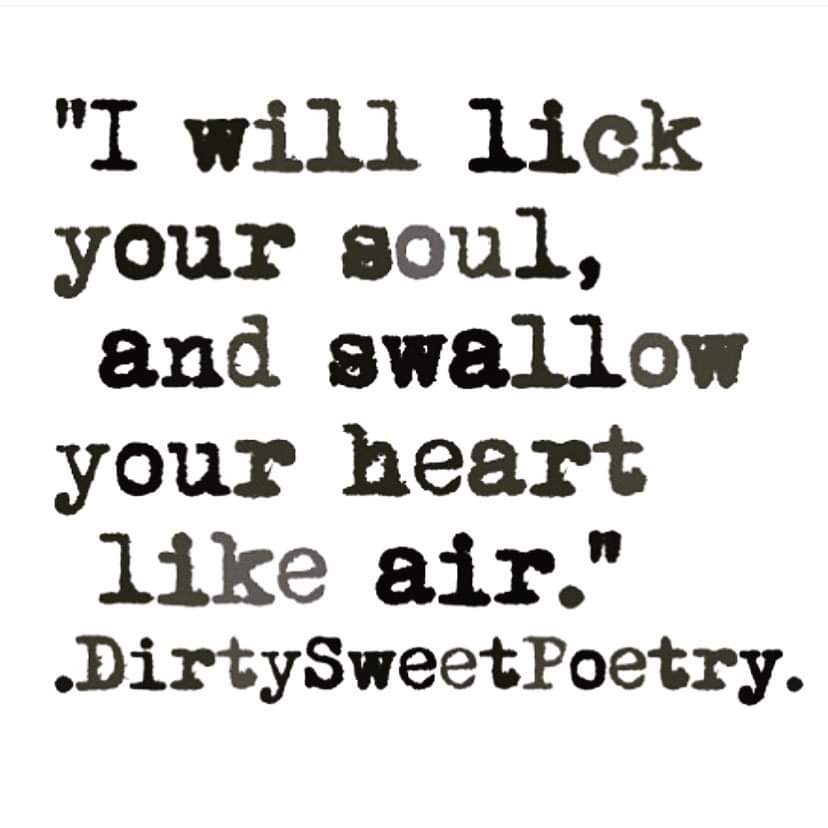 "I will lick
your soul,
and swallow
your heart
like air."
.DirtySweetPoetry.